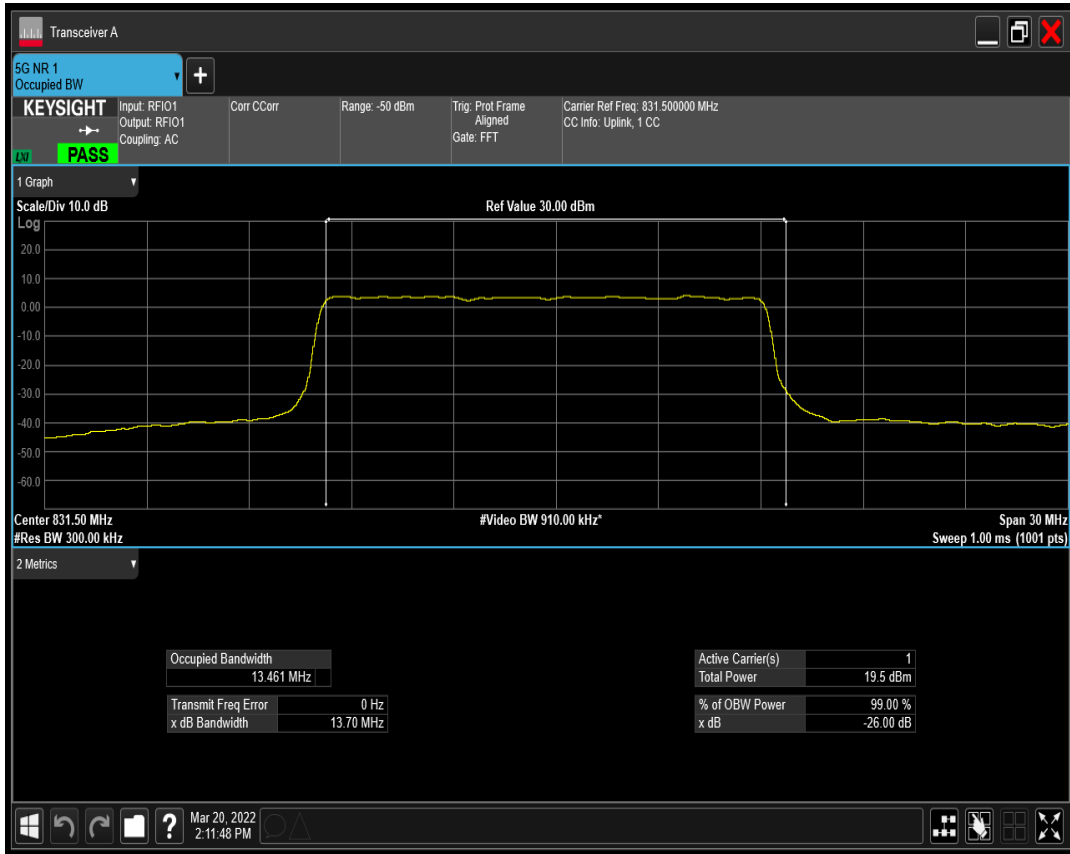 Transceiver A
5G NR 1
Occupied BW
+
KEYSIGHT
LXI
PASS
Input: RFIO1
Output: RFIO1
Coupling: AC
Corr CCorr
Range: -50 dBm
Trig: Prot Frame
Aligned
Gate: FFT
Carrier Ref Freq: 831.500000 MHz
CC Info: Uplink, 1 CC
1 Graph
Scale/Div 10.0 dB
Ref Value 30.00 dBm
Log
20.0
10.0
0.00
-10.0
-20.0
-30.0
-40.0
-50.0
-60.0
Center 831.50 MHz
#Video BW 910.00 kHz*
Span 30 MHz
#Res BW 300.00 kHz
Sweep 1.00 ms (1001 pts)
2 Metrics
Occupied Bandwidth
13.461 MHz
Transmit Freq Error 0 Hz
x dB Bandwidth 13.70 MHz
Active Carrier(s) 1
Total Power 19.5 dBm
% of OBW Power 99.00 %
x dB -26.00 dB
?
Mar 20, 2022
2:11:48 PM